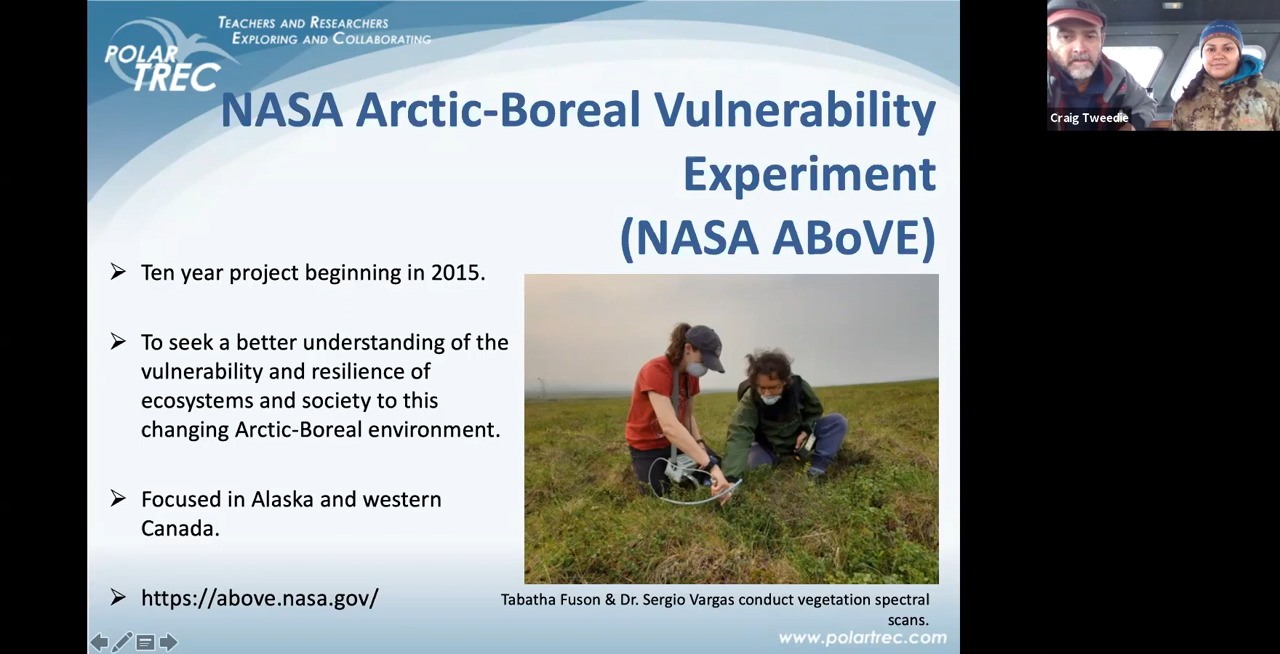 TEACHERS AND RESEARCHERS
EXPLORING AND COLLABORATING
POLAR
TREC
NASA Arctic-Boreal Vulnerability
Experiment
(NASA ABoVE)
Craig Tweedie
Ten year project beginning in 2015.
To seek a better understanding of the
vulnerability and resilience of
ecosystems and society to this
changing Arctic-Boreal environment.
Focused in Alaska and western
Canada.
https://above.nasa.gov/
Tabatha Fuson & Dr. Sergio Vargas conduct vegetation spectral
scans.
www.polartrec.com